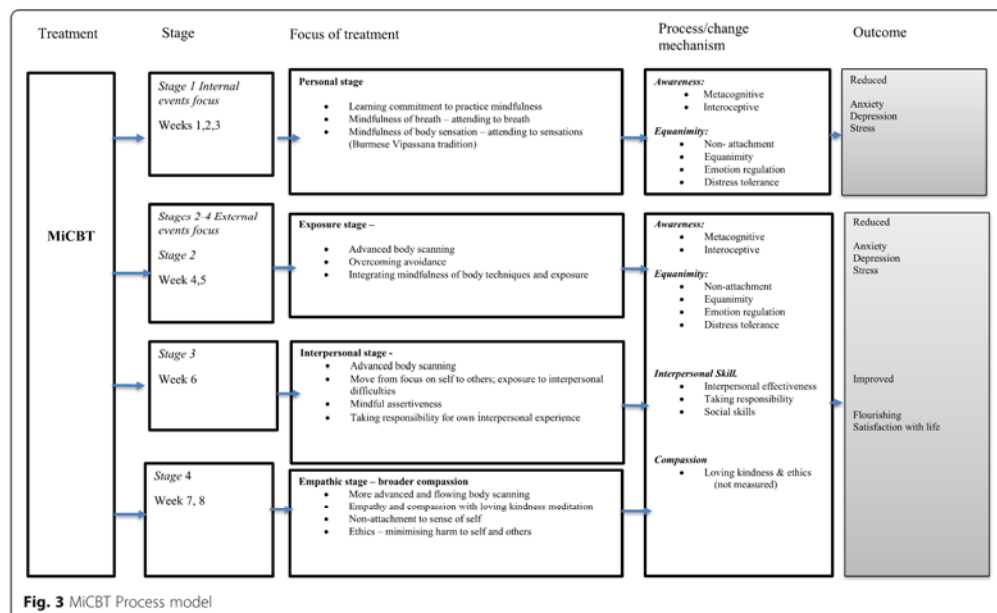 Treatment
Stage
Focus of treatment
Process/change
mechanism
Outcome
MiCBT
Stage 1 Internal
events focus
Weeks 1,2,3
Personal stage
• Learning commitment to practice mindfulness
• Mindfulness of breath – attending to breath
• Mindfulness of body sensation – attending to sensations
(Burmese Vipassana tradition)
Awareness:
• Metacognitive
• Interoceptive
Equanimity:
• Non- attachment
• Equanimity
• Emotion regulation
• Distress tolerance
Reduced
Anxiety
Depression
Stress
Stages 2-4 External
events focus
Stage 2
Week 4,5
Exposure stage –
• Advanced body scanning
• Overcoming avoidance
• Integrating mindfulness of body techniques and exposure
Awareness:
• Metacognitive
• Interoceptive
Equanimity:
• Non-attachment
• Equanimity
• Emotion regulation
• Distress tolerance
Reduced
Anxiety
Depression
Stress
Stage 3
Week 6
Interpersonal stage -
• Advanced body scanning
• Move from focus on self to others; exposure to interpersonal
difficulties
• Mindful assertiveness
• Taking responsibility for own interpersonal experience
Interpersonal Skill.
• Interpersonal effectiveness
• Taking responsibility
• Social skills
Improved
Flourishing
Satisfaction with life
Stage 4
Week 7, 8
Empathic stage – broader compassion
• More advanced and flowing body scanning
• Empathy and compassion with loving kindness meditation
• Non-attachment to sense of self
• Ethics – minimising harm to self and others
Compassion
• Loving kindness & ethics
(not measured)
Fig. 3 MiCBT Process model